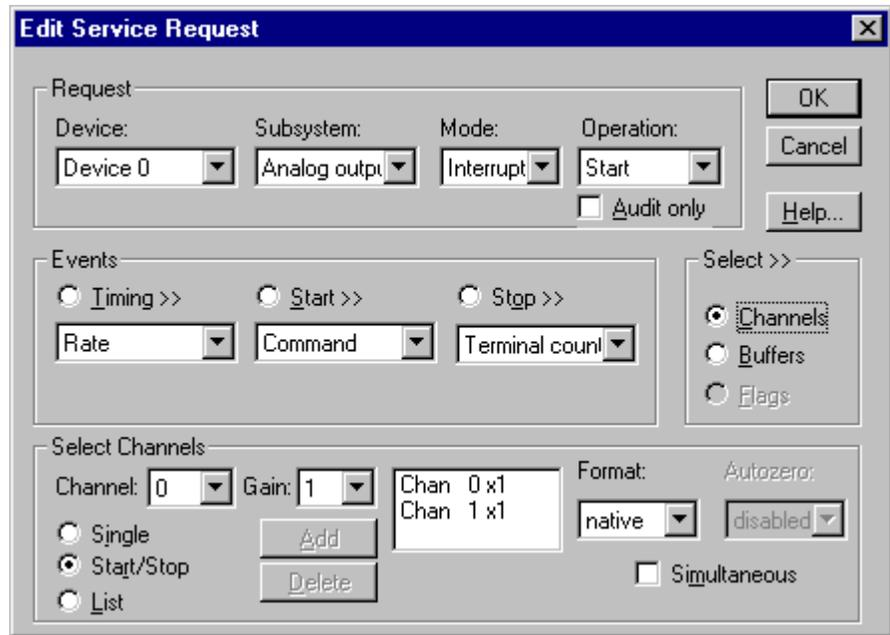 Edit Service Request
Request
OK
Device: Subsystem: Mode: Operation:
Cancel
Device 0 Analog outpu Interrupt Start
Audit only
Help...
Events
Select >>
Timing >> Start >> Stop >>
Channels
Rate Command Terminal count
Buffers
Flags
Select Channels
Channel: 0 Gain: 1
Chan 0 x1
Chan 1 x1
Format: Autozero:
native disabled
Single
Add
Start/Stop
Delete
Simultaneous
List